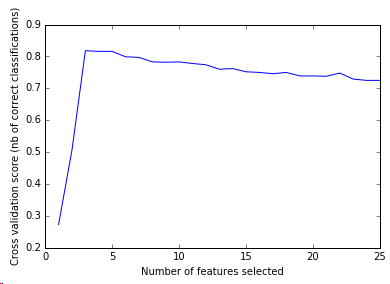 Cross validation score (nb of correct classifications)
0.9
0.8
0.7
0.6
0.5
0.4
0.3
0.2
0 5 10 15 20 25
Number of features selected